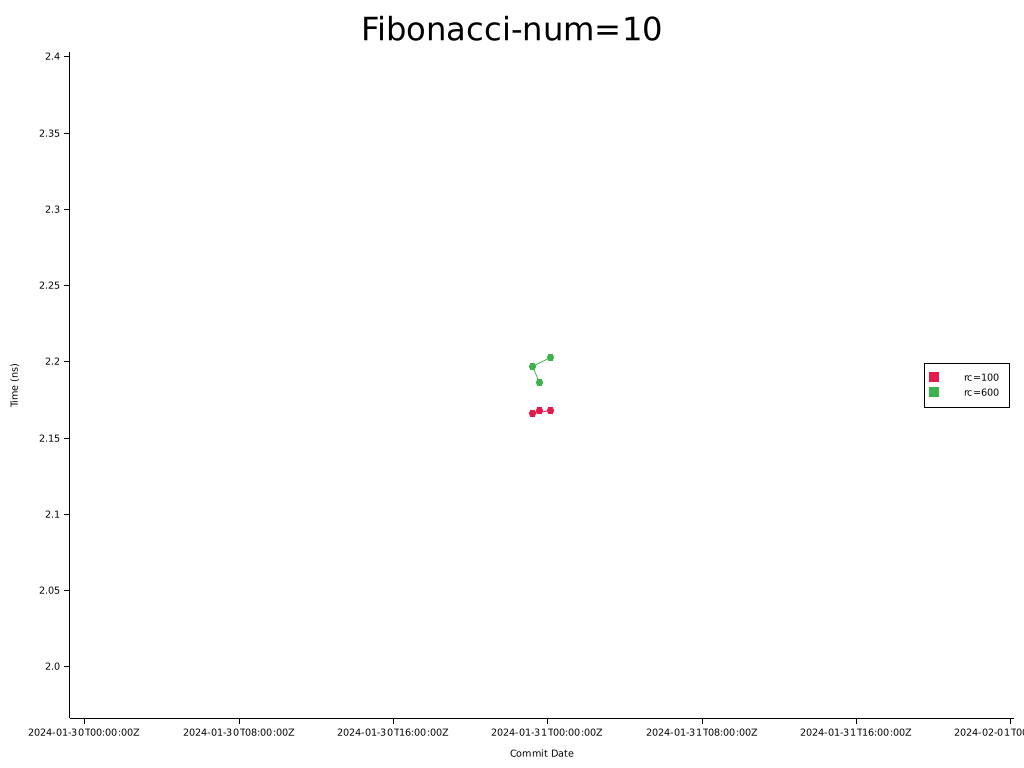 Fibonacci-num=10
2.4
2.35
2.3
2.25
2.2
2.15
2.1
2.05
2.0
Time (ns)
rc=100
rc=600
2024-01-30T00:00:00Z
2024-01-30T08:00:00Z
2024-01-30T16:00:00Z
2024-01-31T00:00:00Z
2024-01-31T08:00:00Z
2024-01-31T16:00:00Z
2024-02-01T0
Commit Date